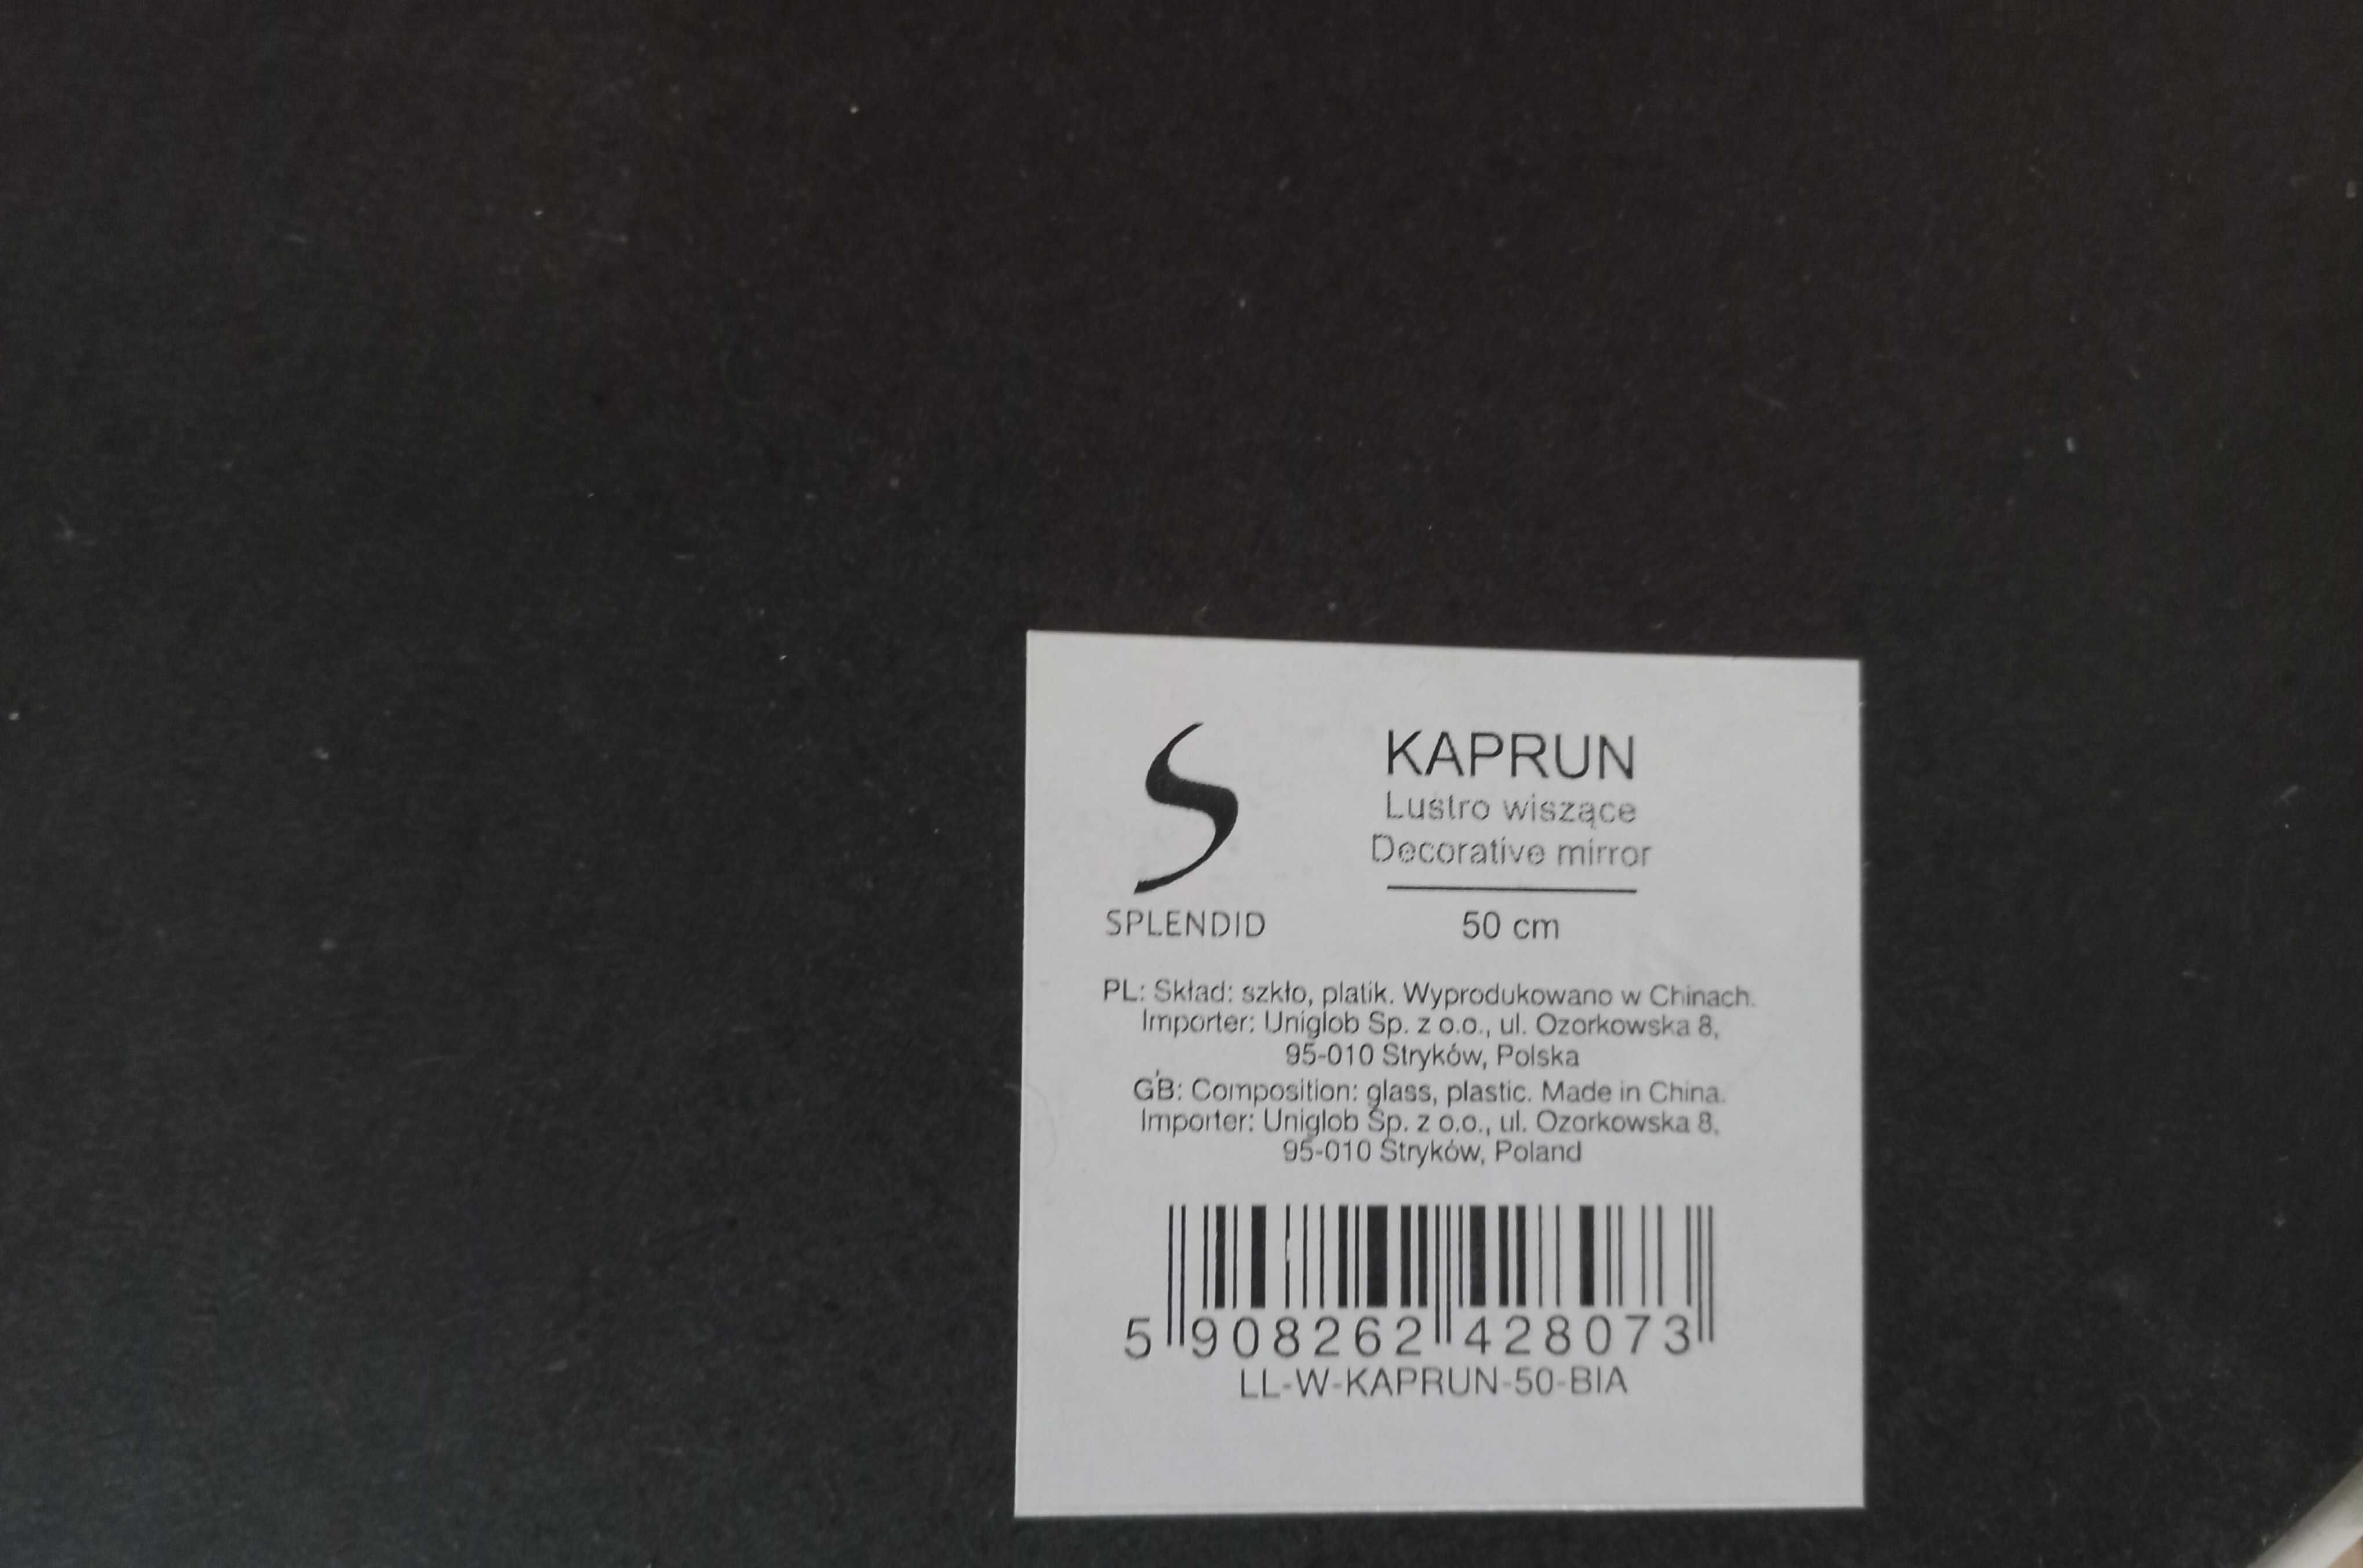 KAPRUN
Lustro wiszące
Decorative mirror
SPLENDID
50 cm
PL: Skład: szkło, platik. Wyprodukowano w Chinach.
Importer: Uniglob Sp. z o.o., ul. Ozorkowska 8,
95-010 Stryków, Polska
GB: Composition: glass, plastic. Made in China.
Importer: Uniglob Sp. z o.o., ul. Ozorkowska 8,
95-010 Stryków, Poland
5 908262 428073
LL-W-KAPRUN-50-BIA